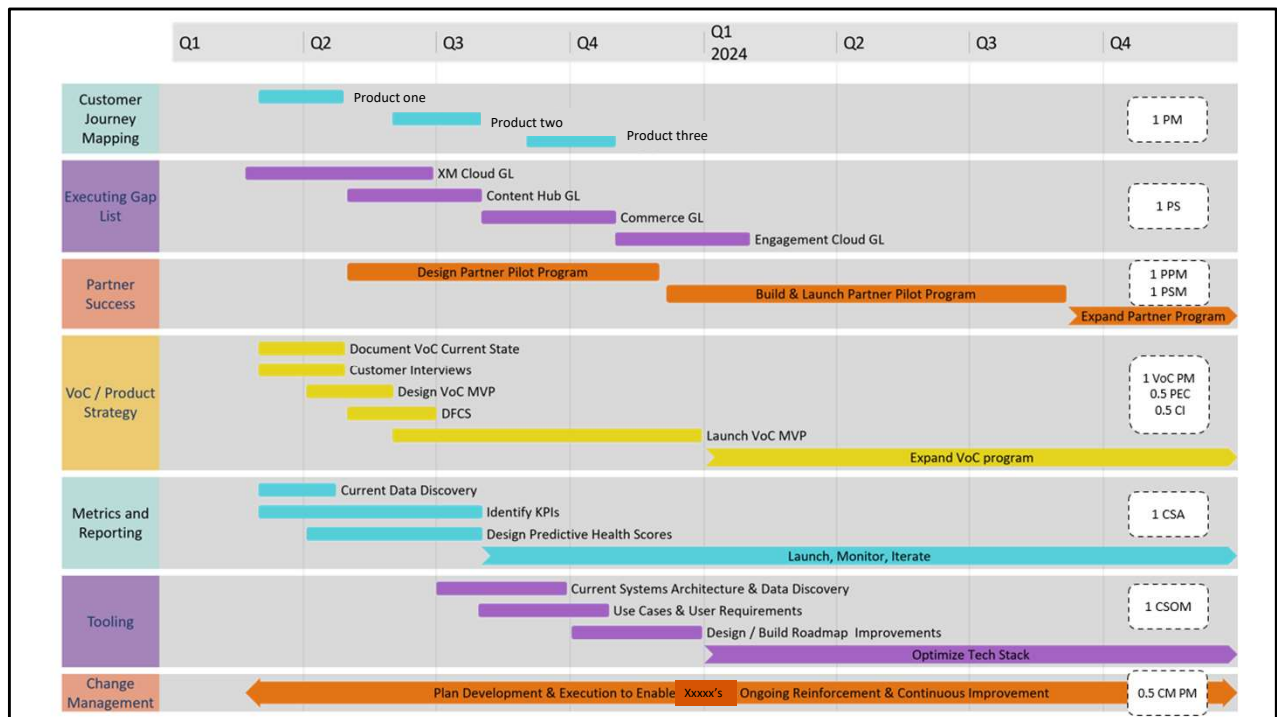 Q1
Q2
Q3
Q4
Q1
2024
Q2
Q3
Q4
Customer
Journey
Mapping
Product one
Product two
Product three
1 PM
Executing Gap
List
XM Cloud GL
Content Hub GL
Commerce GL
Engagement Cloud GL
1 PS
Partner
Success
Design Partner Pilot Program
Build & Launch Partner Pilot Program
Expand Partner Program
1 PPM
1 PSM
VoC / Product
Strategy
Document VoC Current State
Customer Interviews
Design VoC MVP
DFCS
Launch VoC MVP
Expand VoC program
1 VoC PM
0.5 PEC
0.5 CI
Metrics and
Reporting
Current Data Discovery
Identify KPIs
Design Predictive Health Scores
Launch, Monitor, Iterate
1 CSA
Tooling
Current Systems Architecture & Data Discovery
Use Cases & User Requirements
Design / Build Roadmap Improvements
Optimize Tech Stack
1 CSOM
Change
Management
Plan Development & Execution to Enable Xxxxx's Ongoing Reinforcement & Continuous Improvement
0.5 CM PM